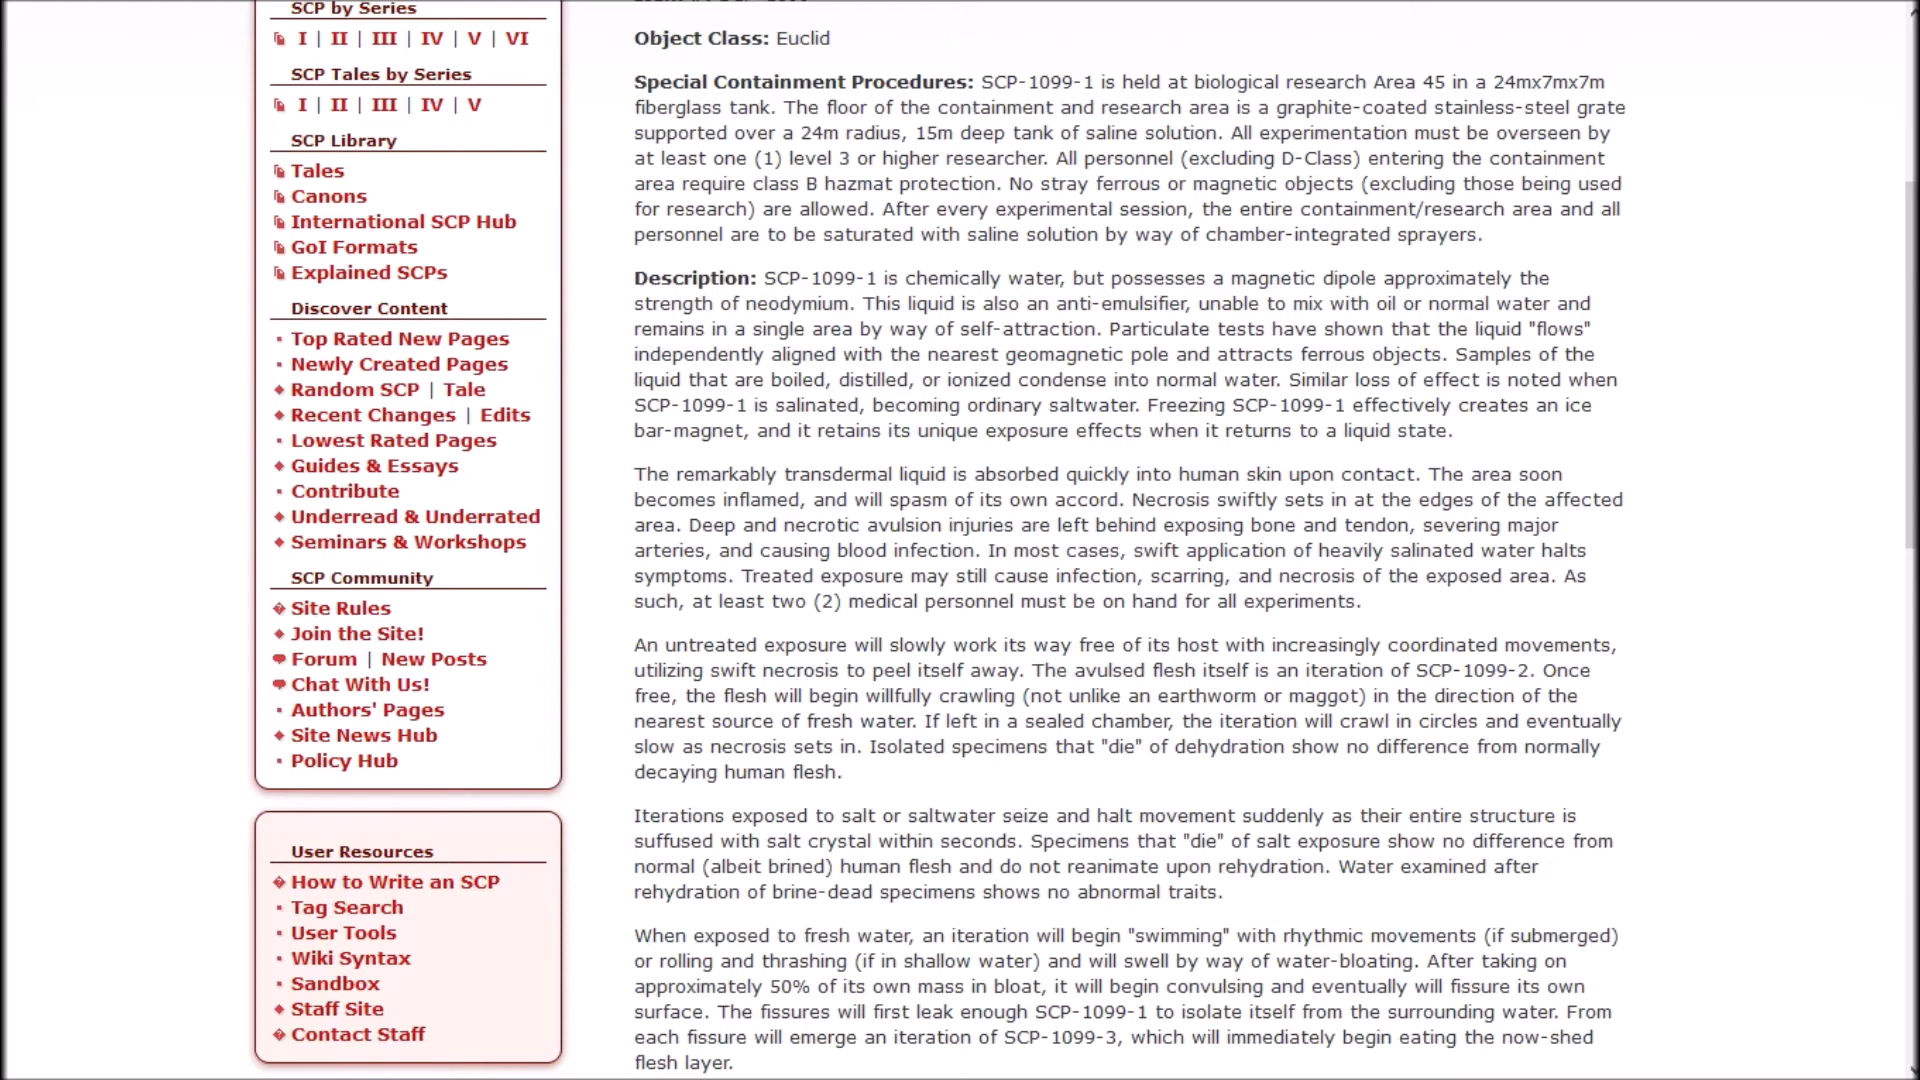 SCP by Series
I | II | III | IV | V | VI
SCP Tales by Series
I | II | III | IV | V
SCP Library
Tales
Canons
International SCP Hub
GoI Formats
Explained SCPs
Discover Content
Top Rated New Pages
Newly Created Pages
Random SCP | Tale
Recent Changes | Edits
Lowest Rated Pages
Guides & Essays
Contribute
Underread & Underrated
Seminars & Workshops
SCP Community
Site Rules
Join the Site!
Forum | New Posts
Chat With Us!
Authors' Pages
Site News Hub
Policy Hub
User Resources
How to Write an SCP
Tag Search
User Tools
Wiki Syntax
Sandbox
Staff Site
Contact Staff
Object Class: Euclid
Special Containment Procedures: SCP-1099-1 is held at biological research Area 45 in a 24mx7mx7m
fiberglass tank. The floor of the containment and research area is a graphite-coated stainless-steel grate
supported over a 24m radius, 15m deep tank of saline solution. All experimentation must be overseen by
at least one (1) level 3 or higher researcher. All personnel (excluding D-Class) entering the containment
area require class B hazmat protection. No stray ferrous or magnetic objects (excluding those being used
for research) are allowed. After every experimental session, the entire containment/research area and all
personnel are to be saturated with saline solution by way of chamber-integrated sprayers.
Description: SCP-1099-1 is chemically water, but possesses a magnetic dipole approximately the
strength of neodymium. This liquid is also an anti-emulsifier, unable to mix with oil or normal water and
remains in a single area by way of self-attraction. Particulate tests have shown that the liquid "flows"
independently aligned with the nearest geomagnetic pole and attracts ferrous objects. Samples of the
liquid that are boiled, distilled, or ionized condense into normal water. Similar loss of effect is noted when
SCP-1099-1 is salinated, becoming ordinary saltwater. Freezing SCP-1099-1 effectively creates an ice
bar-magnet, and it retains its unique exposure effects when it returns to a liquid state.
The remarkably transdermal liquid is absorbed quickly into human skin upon contact. The area soon
becomes inflamed, and will spasm of its own accord. Necrosis swiftly sets in at the edges of the affected
area. Deep and necrotic avulsion injuries are left behind exposing bone and tendon, severing major
arteries, and causing blood infection. In most cases, swift application of heavily salinated water halts
symptoms. Treated exposure may still cause infection, scarring, and necrosis of the exposed area. As
such, at least two (2) medical personnel must be on hand for all experiments.
An untreated exposure will slowly work its way free of its host with increasingly coordinated movements,
utilizing swift necrosis to peel itself away. The avulsed flesh itself is an iteration of SCP-1099-2. Once
free, the flesh will begin willfully crawling (not unlike an earthworm or maggot) in the direction of the
nearest source of fresh water. If left in a sealed chamber, the iteration will crawl in circles and eventually
slow as necrosis sets in. Isolated specimens that "die" of dehydration show no difference from normally
decaying human flesh.
Iterations exposed to salt or saltwater seize and halt movement suddenly as their entire structure is
suffused with salt crystal within seconds. Specimens that "die" of salt exposure show no difference from
normal (albeit brined) human flesh and do not reanimate upon rehydration. Water examined after
rehydration of brine-dead specimens shows no abnormal traits.
When exposed to fresh water, an iteration will begin "swimming" with rhythmic movements (if submerged)
or rolling and thrashing (if in shallow water) and will swell by way of water-bloating. After taking on
approximately 50% of its own mass in bloat, it will begin convulsing and eventually will fissure its own
surface. The fissures will first leak enough SCP-1099-1 to isolate itself from the surrounding water. From
each fissure will emerge an iteration of SCP-1099-3, which will immediately begin eating the now-shed
flesh layer.